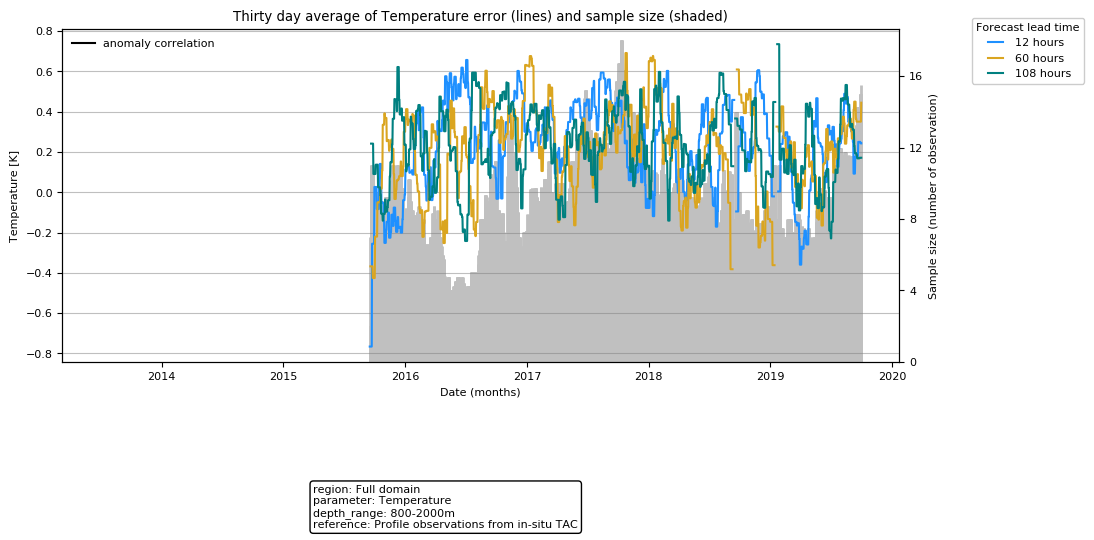 Thirty day average of Temperature error (lines) and sample size (shaded)
anomaly correlation
Forecast lead time
12 hours
60 hours
108 hours
Temperature [K]
0.8
0.6
0.4
0.2
0.0
−0.2
−0.4
−0.6
−0.8
Sample size (number of observation)
16
12
8
4
0
2014
2015
2016
2017
2018
2019
2020
Date (months)
region: Full domain
parameter: Temperature
depth_range: 800-2000m
reference: Profile observations from in-situ TAC